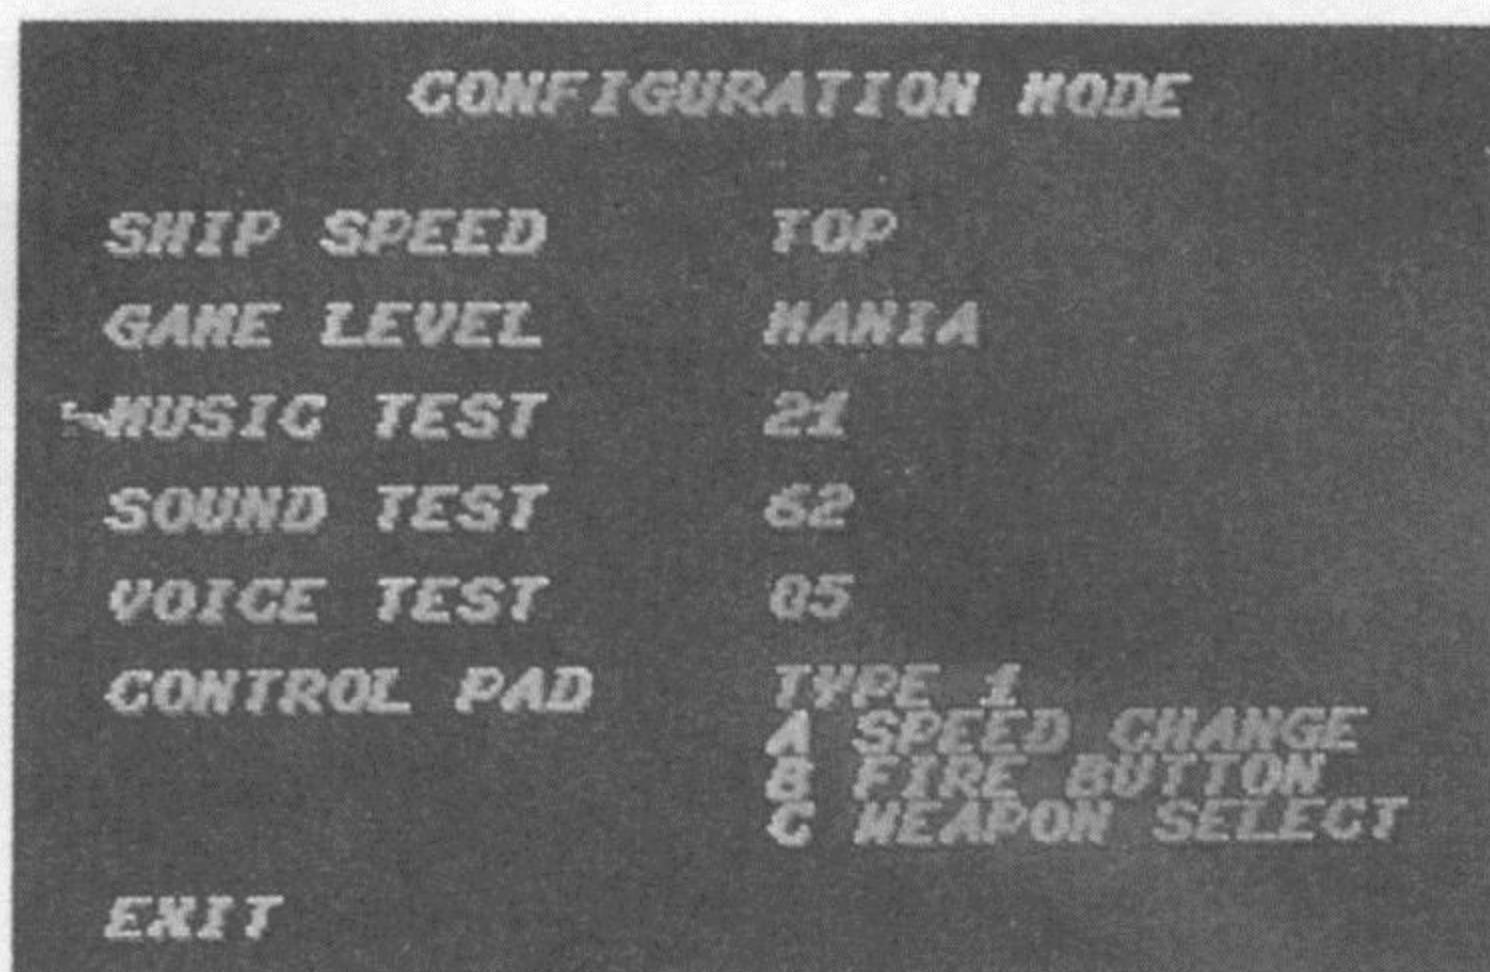 CONFIGURATION MODE
SHIP SPEED TOP
GAME LEVEL MANIA
MUSIC TEST 21
SOUND TEST 62
VOICE TEST 05
CONTROL PAD TYPE 1
A SPEED CHANGE
B FIRE BUTTON
C WEAPON SELECT
EXIT